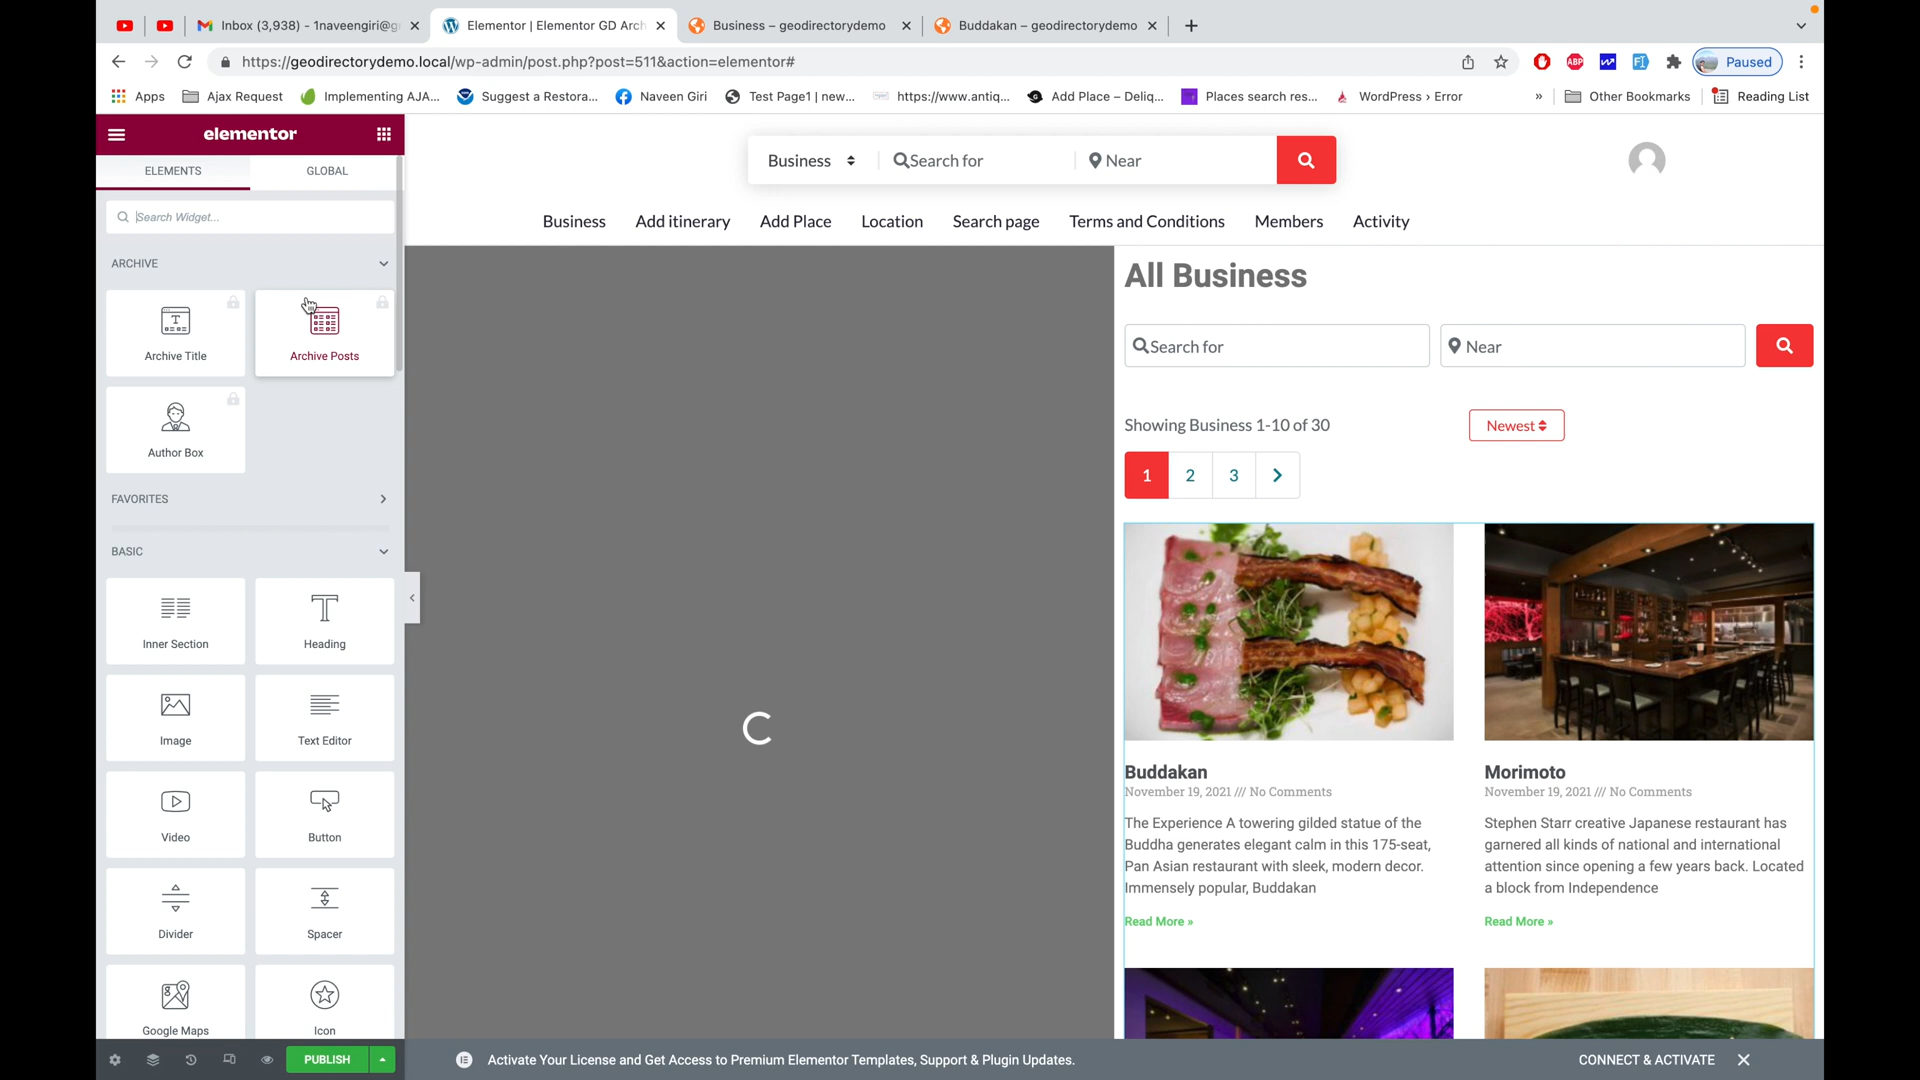 Inbox (3,938) - 1naveengiri@g
Elementor | Elementor GD Arch
Business – geodirectorydemo
Buddakan – geodirectorydemo
https://geodirectorydemo.local/wp-admin/post.php?post=511&action=elementor#
ABP
Paused
Apps
Ajax Request
Implementing AJA...
Suggest a Restora...
Naveen Giri
Test Page1 | new...
https://www.antiq...
Add Place – Deliq...
Places search res...
WordPress › Error
»
Other Bookmarks
Reading List
elementor
ELEMENTS
GLOBAL
Search Widget...
ARCHIVE
Archive Title
Archive Posts
Author Box
FAVORITES
BASIC
Inner Section
Heading
Image
Text Editor
Video
Button
Divider
Spacer
Google Maps
Icon
PUBLISH
Business
Search for
Near
Business
Add itinerary
Add Place
Location
Search page
Terms and Conditions
Members
Activity
All Business
Search for
Near
Showing Business 1-10 of 30
Newest
1
2
3
Buddakan
November 19, 2021 /// No Comments
The Experience A towering gilded statue of the
Buddha generates elegant calm in this 175-seat,
Pan Asian restaurant with sleek, modern decor.
Immensely popular, Buddakan
Read More »
Morimoto
November 19, 2021 /// No Comments
Stephen Starr creative Japanese restaurant has
garnered all kinds of national and international
attention since opening a few years back. Located
a block from Independence
Read More »
Activate Your License and Get Access to Premium Elementor Templates, Support & Plugin Updates.
CONNECT & ACTIVATE